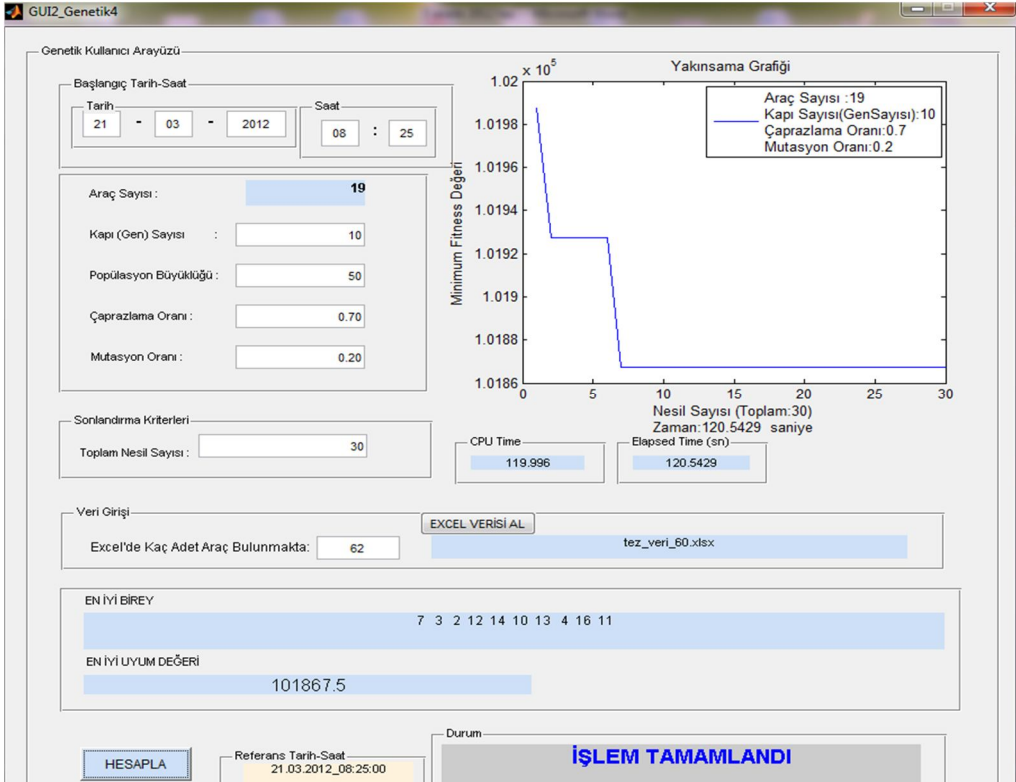 GUI2_Genetik4
Genetik Kullanıcı Arayüzü
Başlangıç Tarih-Saat
Tarih
Saat
21 - 03 - 2012
08 : 25
Araç Sayısı : 19
Kapı (Gen) Sayısı : 10
Popülasyon Büyüklüğü : 50
Çaprazlama Oranı : 0.70
Mutasyon Oranı : 0.20
Sonlandırma Kriterleri
Toplam Nesil Sayısı : 30
Yakınsama Grafiği
x 10^5
1.02
1.0198
1.0196
1.0194
1.0192
1.019
1.0188
1.0186
Minimum Fitness Değeri
Araç Sayısı :19
Kapı Sayısı(GenSayısı):10
Çaprazlama Oranı:0.7
Mutasyon Oranı:0.2
0 5 10 15 20 25 30
Nesil Sayısı (Toplam:30)
Zaman:120.5429 saniye
CPU Time
119.996
Elapsed Time (sn)
120.5429
Veri Girişi
Excel'de Kaç Adet Araç Bulunmakta: 62
EXCEL VERİSİ AL
tez_veri_60.xlsx
EN İYİ BİREY
7 3 2 12 14 10 13 4 16 11
EN İYİ UYUM DEĞERİ
101867.5
HESAPLA
Referans Tarih-Saat
21.03.2012_08:25:00
Durum
İŞLEM TAMAMLANDI